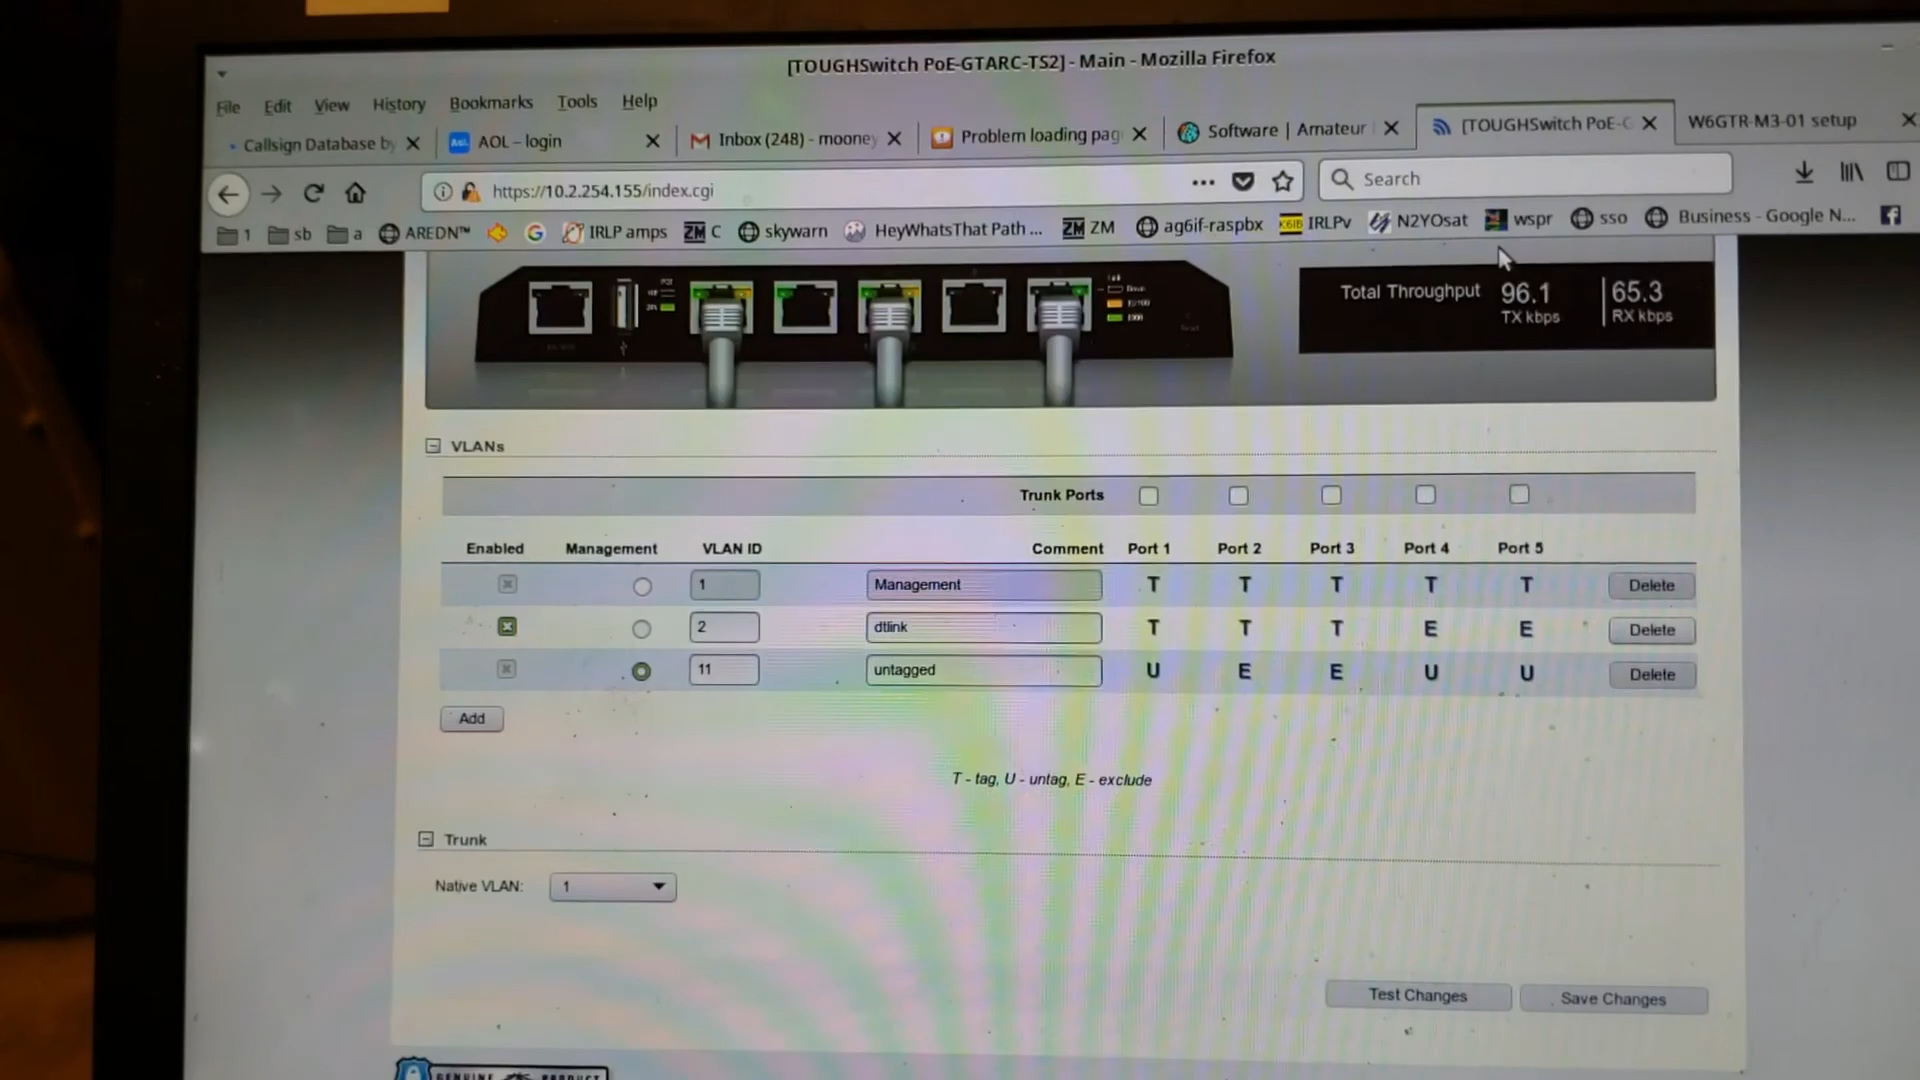 [TOUGHSwitch PoE-GTARC-TS2] - Main - Mozilla Firefox
File Edit View History Bookmarks Tools Help
Callsign Database by
AOL – login
Inbox (248) - mooney
Problem loading pag
Software | Amateur
[TOUGHSwitch PoE-G
W6GTR-M3-01 setup
https://10.2.254.155/index.cgi
Search
1 sb a AREDN™ G IRLP amps ZM C skywarn HeyWhatsThat Path ... ZM ZM ag6if-raspbx K6IB IRLPv N2YOsat wspr sso Business - Google N...
Total Throughput 96.1 65.3
TX kbps RX kbps
VLANs
Trunk Ports
Enabled Management VLAN ID Comment Port 1 Port 2 Port 3 Port 4 Port 5
1 Management T T T T T Delete
2 dtlink T T T E E Delete
11 untagged U E E U U Delete
Add
T - tag, U - untag, E - exclude
Trunk
Native VLAN: 1
Test Changes Save Changes
GENUINE PRODUCT